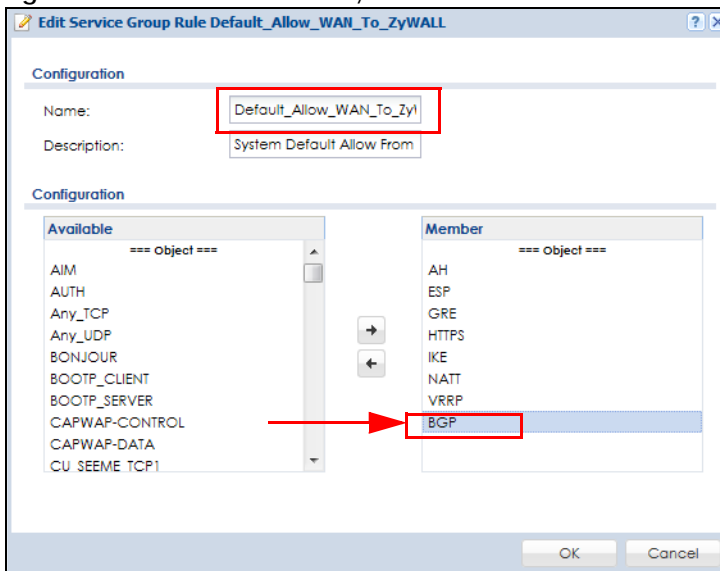 Edit Service Group Rule Default_Allow_WAN_To_ZyWALL ? X
Configuration
Name: Default_Allow_WAN_To_Zy
Description: System Default Allow From
Configuration
Available
=== Object ===
AIM
AUTH
Any_TCP
Any_UDP
BONJOUR
BOOTP_CLIENT
BOOTP_SERVER
CAPWAP-CONTROL
CAPWAP-DATA
CU_SEEME_TCP1
Member
=== Object ===
AH
ESP
GRE
HTTPS
IKE
NATT
VRRP
BGP
OK Cancel